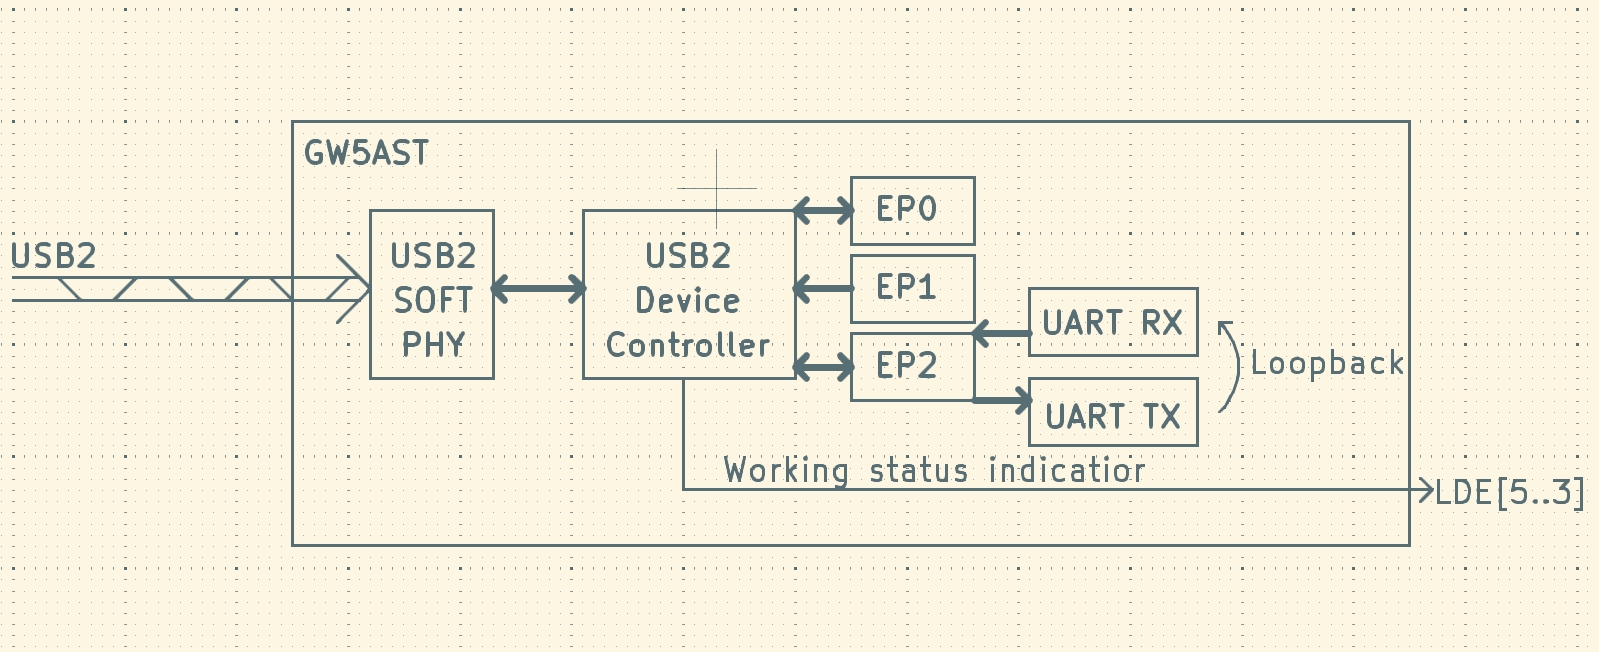 GW5AST
USB2
USB2
SOFT
PHY
USB2
Device
Controller
EP0
EP1
EP2
UART RX
UART TX
Loopback
Working status indicatior
LDE[5..3]